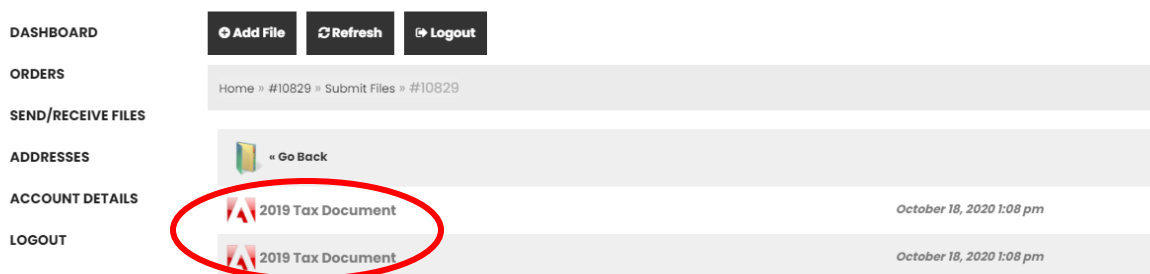 DASHBOARD
ORDERS
SEND/RECEIVE FILES
ADDRESSES
ACCOUNT DETAILS
LOGOUT
Add File Refresh Logout
Home » #10829 » Submit Files » #10829
« Go Back
2019 Tax Document October 18, 2020 1:08 pm
2019 Tax Document October 18, 2020 1:08 pm